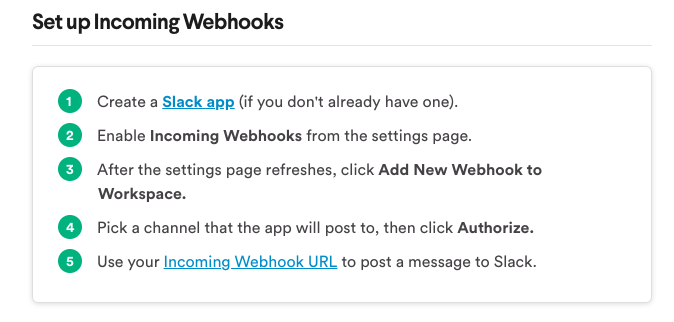 Set up Incoming Webhooks
1 Create a Slack app (if you don't already have one).
2 Enable Incoming Webhooks from the settings page.
3 After the settings page refreshes, click Add New Webhook to
Workspace.
4 Pick a channel that the app will post to, then click Authorize.
5 Use your Incoming Webhook URL to post a message to Slack.